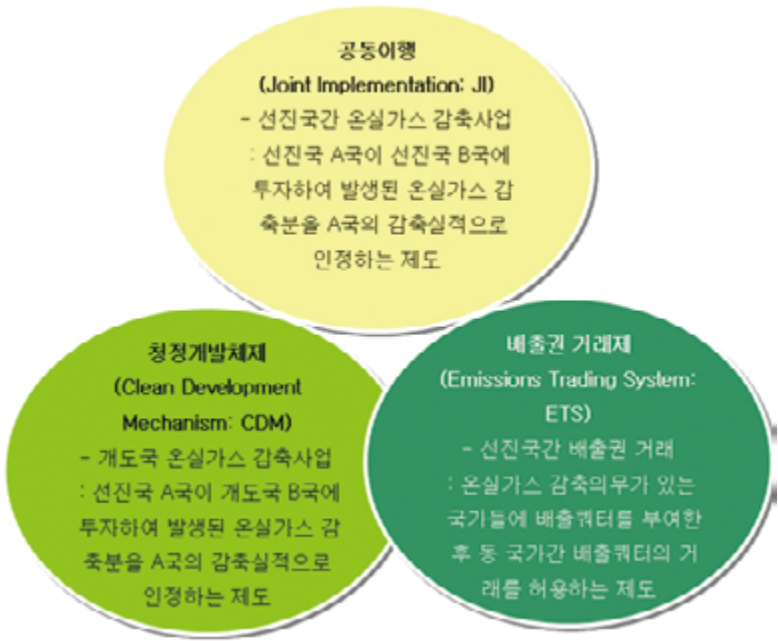 공동이행
(Joint Implementation: JI)
- 선진국간 온실가스 감축사업
: 선진국 A국이 선진국 B국에
투자하여 발생된 온실가스 감
축분을 A국의 감축실적으로
인정하는 제도
청정개발체제
(Clean Development
Mechanism: CDM)
- 개도국 온실가스 감축사업
: 선진국 A국이 개도국 B국에
투자하여 발생된 온실가스 감
축분을 A국의 감축실적으로
인정하는 제도
배출권 거래제
(Emissions Trading System:
ETS)
- 선진국간 배출권 거래
: 온실가스 감축의무가 있는
국가들에 배출쿼터를 부여한
후 동 국가간 배출쿼터의 거
래를 허용하는 제도